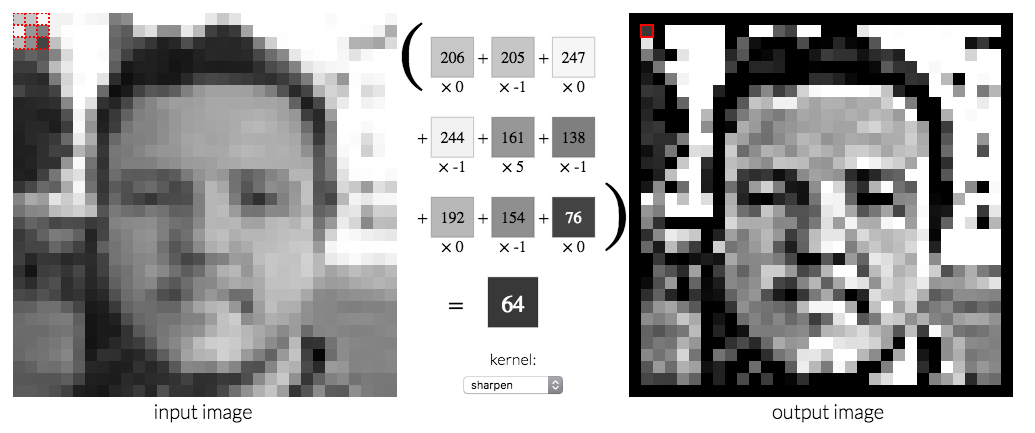 (
206 + 205 + 247
× 0 × -1 × 0
+ 244 + 161 + 138
× -1 × 5 × -1
+ 192 + 154 + 76 )
× 0 × -1 × 0
= 64
kernel:
sharpen
input image
output image